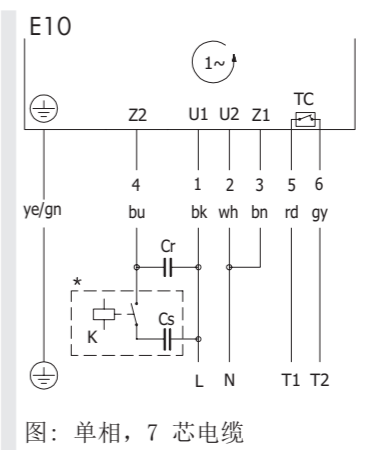 E10
1~
TC
Z2 U1 U2 Z1
4 1 2 3 5 6
ye/gn bu bk wh bn rd gy
Cr
*
K
Cs
L N T1 T2
图: 单相，7 芯电缆